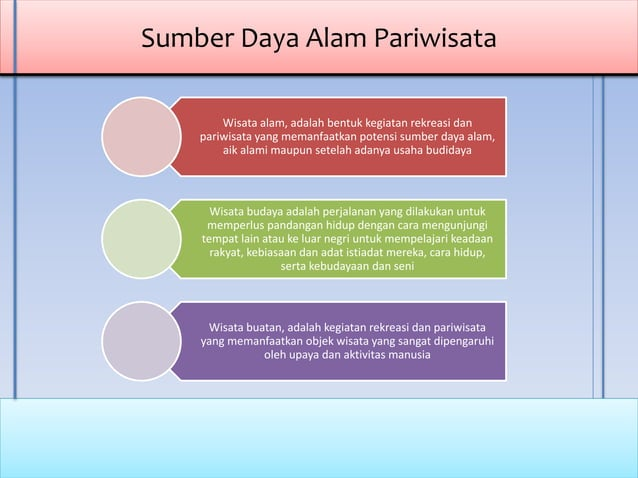 Sumber Daya Alam Pariwisata
Wisata alam, adalah bentuk kegiatan rekreasi dan
pariwisata yang memanfaatkan potensi sumber daya alam,
aik alami maupun setelah adanya usaha budidaya
Wisata budaya adalah perjalanan yang dilakukan untuk
memperlus pandangan hidup dengan cara mengunjungi
tempat lain atau ke luar negri untuk mempelajari keadaan
rakyat, kebiasaan dan adat istiadat mereka, cara hidup,
serta kebudayaan dan seni
Wisata buatan, adalah kegiatan rekreasi dan pariwisata
yang memanfaatkan objek wisata yang sangat dipengaruhi
oleh upaya dan aktivitas manusia